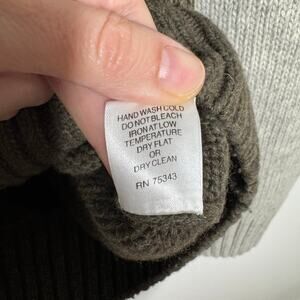 HAND WASH COLD
DO NOT BLEACH
IRON AT LOW
TEMPERATURE
DRY FLAT
OR
DRY CLEAN
RN 75343